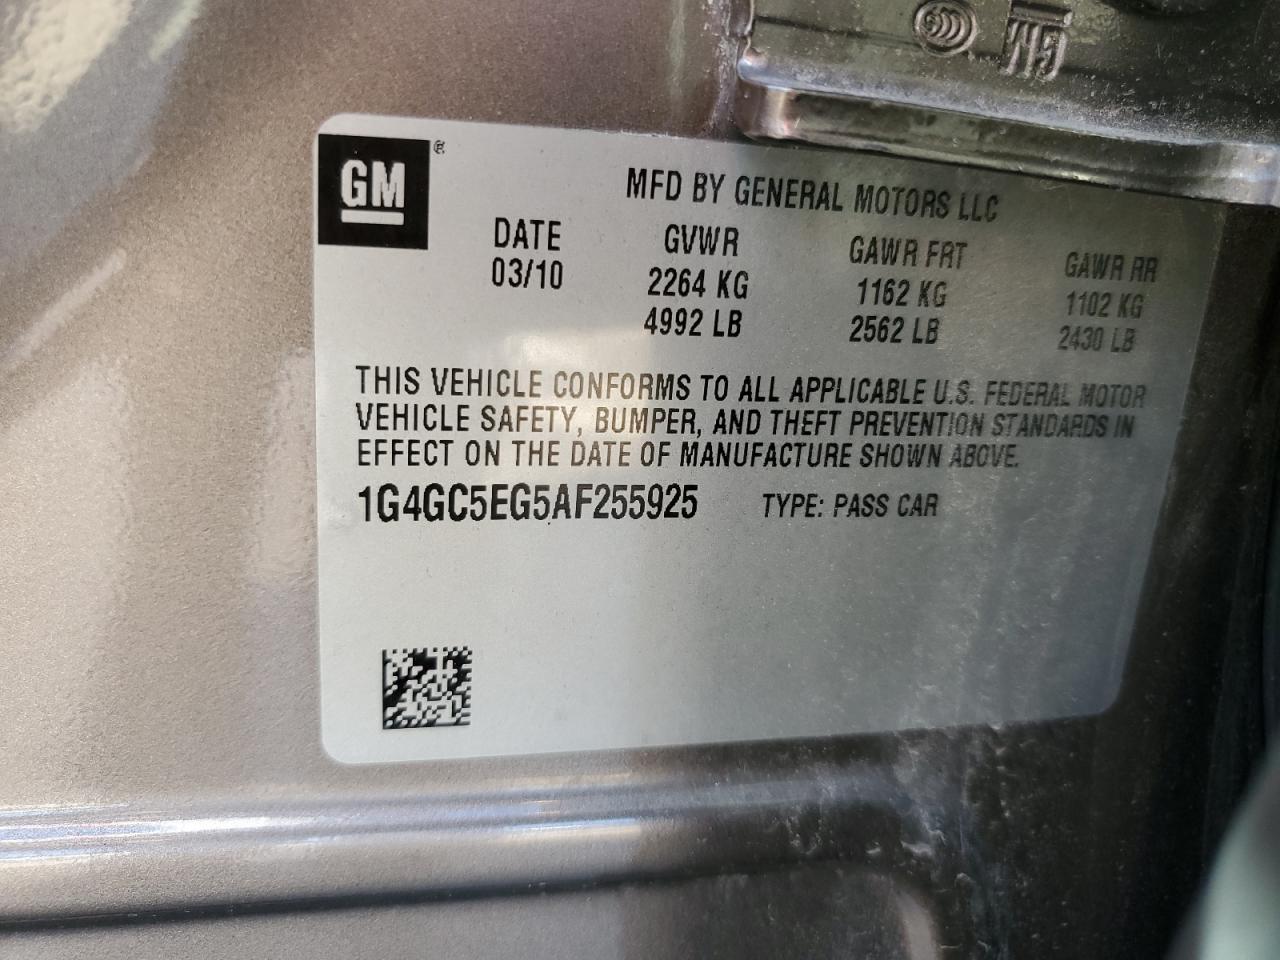 GM ®
MFD BY GENERAL MOTORS LLC
DATE GVWR GAWR FRT GAWR RR
03/10 2264 KG 1162 KG 1102 KG
4992 LB 2562 LB 2430 LB
THIS VEHICLE CONFORMS TO ALL APPLICABLE U.S. FEDERAL MOTOR
VEHICLE SAFETY, BUMPER, AND THEFT PREVENTION STANDARDS IN
EFFECT ON THE DATE OF MANUFACTURE SHOWN ABOVE.
1G4GC5EG5AF255925 TYPE: PASS CAR